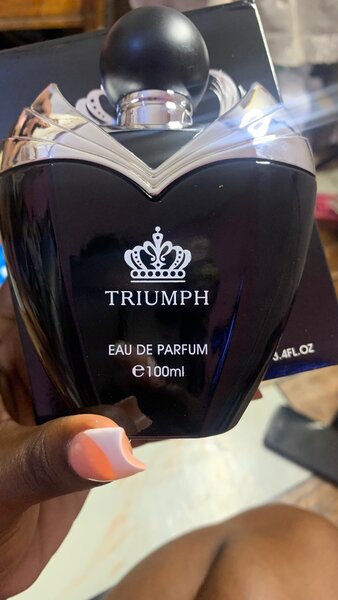 TRIUMPH
EAU DE PARFUM
℮100ml
3.4FL.OZ